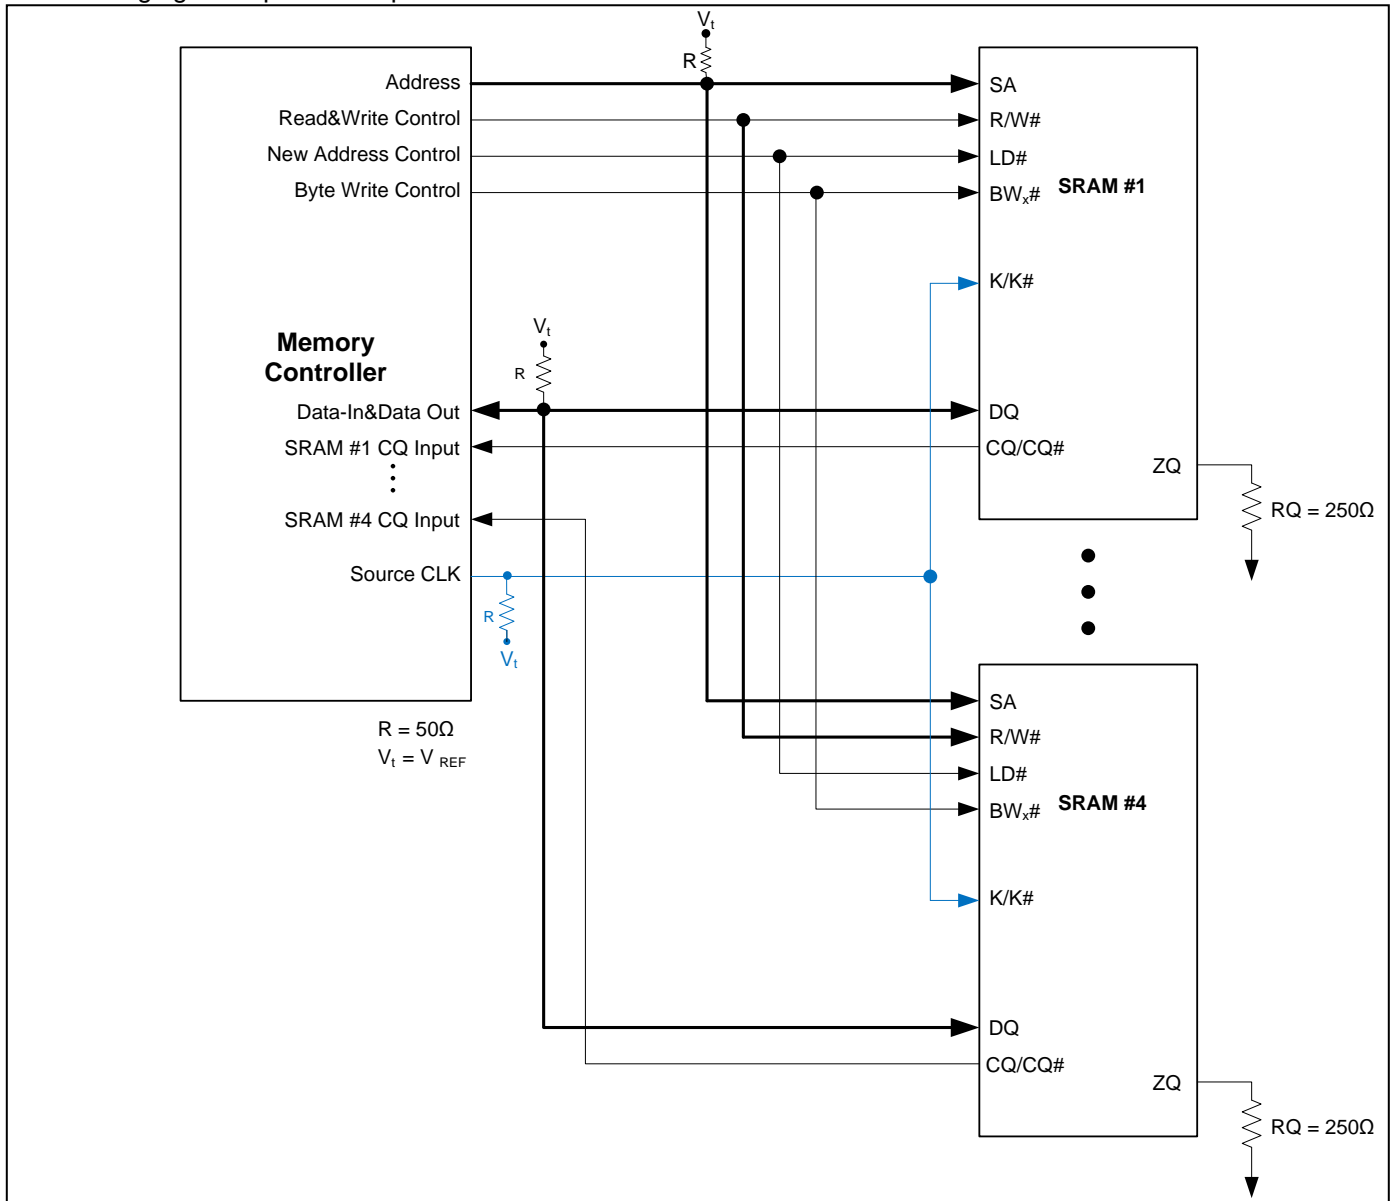 Vt
R
Address
Read&Write Control
New Address Control
Byte Write Control
SA
R/W#
LD#
BWx#
SRAM #1
K/K#
Vt
R
Memory
Controller
Data-In&Data Out
SRAM #1 CQ Input
SRAM #4 CQ Input
Source CLK
R
Vt
DQ
CQ/CQ#
ZQ
RQ = 250Ω
R = 50Ω
Vt = V REF
SA
R/W#
LD#
BWx#
SRAM #4
K/K#
DQ
CQ/CQ#
ZQ
RQ = 250Ω